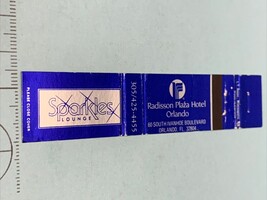 PLEASE CLOSE COVER
Sparkles
LOUNGE
305/425-4455
Radisson Plaza Hotel
Orlando
60 SOUTH IVANHOE BOULEVARD
ORLANDO, FL 32804